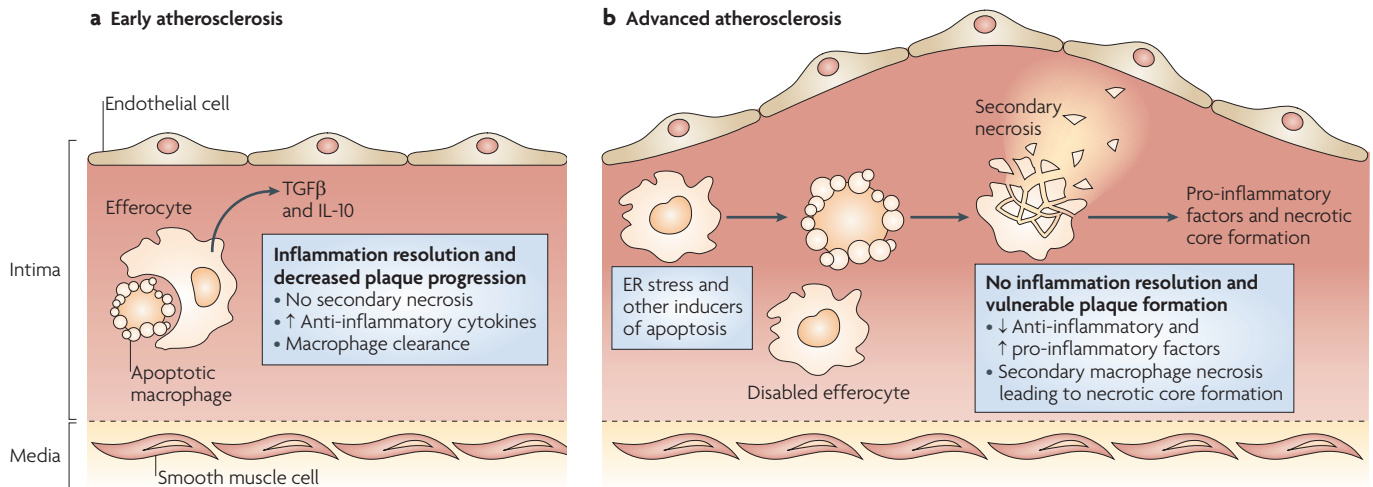 a Early atherosclerosis
Endothelial cell
Intima
Efferocyte
TGFβ
and IL-10
Inflammation resolution and
decreased plaque progression
• No secondary necrosis
• ↑ Anti-inflammatory cytokines
• Macrophage clearance
Apoptotic
macrophage
Media
Smooth muscle cell
b Advanced atherosclerosis
Secondary
necrosis
Pro-inflammatory
factors and necrotic
core formation
ER stress and
other inducers
of apoptosis
Disabled efferocyte
No inflammation resolution and
vulnerable plaque formation
• ↓ Anti-inflammatory and
↑ pro-inflammatory factors
• Secondary macrophage necrosis
leading to necrotic core formation